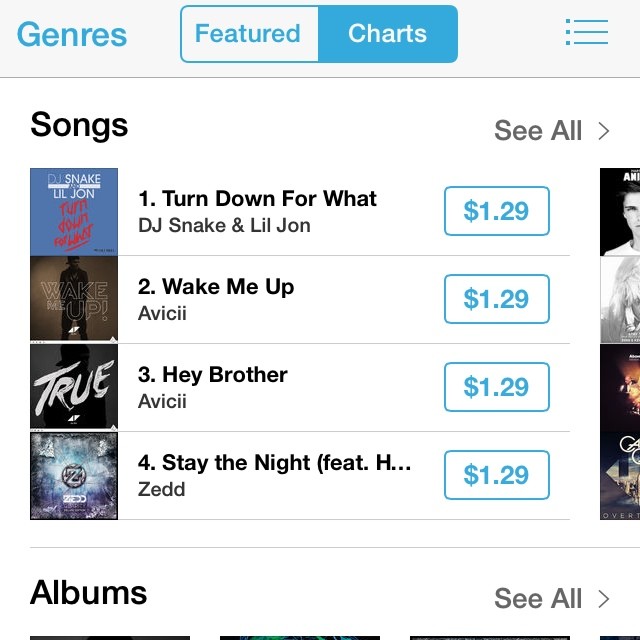 Genres
Featured
Charts
Songs
See All
DJ SNAKE
AND
LIL JON
TURN
DOWN
FOR WHAT
1. Turn Down For What
DJ Snake & Lil Jon
$1.29
WAKE
ME
UP!
2. Wake Me Up
Avicii
$1.29
TRUE
3. Hey Brother
Avicii
$1.29
ZEDD
4. Stay the Night (feat. H...
Zedd
$1.29
Albums
See All